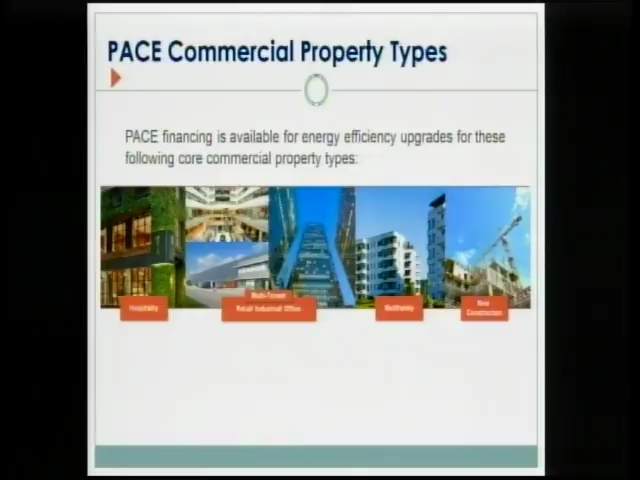 PACE Commercial Property Types
PACE financing is available for energy efficiency upgrades for these
following core commercial property types:
Hospitality
Multi-Tenant
Retail Industrial Office
Multifamily
New
Construction